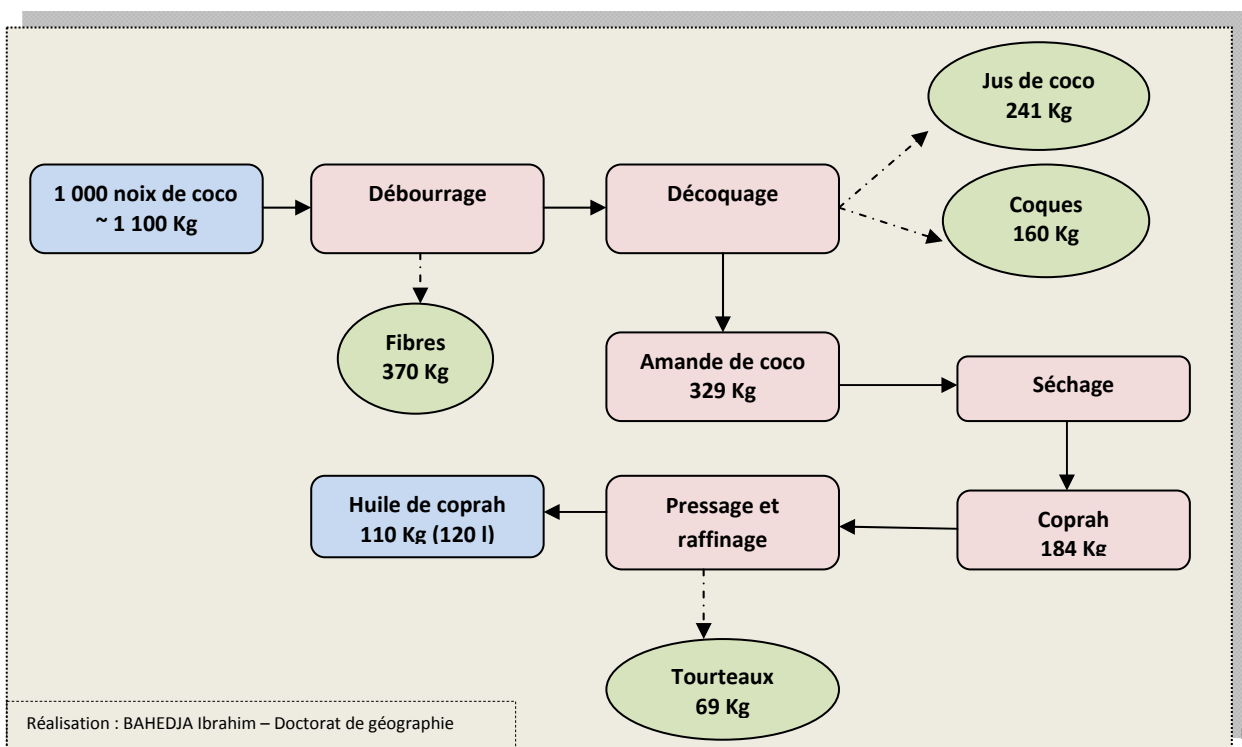 Jus de coco
241 Kg
1 000 noix de coco
~ 1 100 Kg
Débourrage
Décoquage
Coques
160 Kg
Fibres
370 Kg
Amande de coco
329 Kg
Séchage
Huile de coprah
110 Kg (120 l)
Pressage et
raffinage
Coprah
184 Kg
Tourteaux
69 Kg
Réalisation : BAHEDJA Ibrahim – Doctorat de géographie